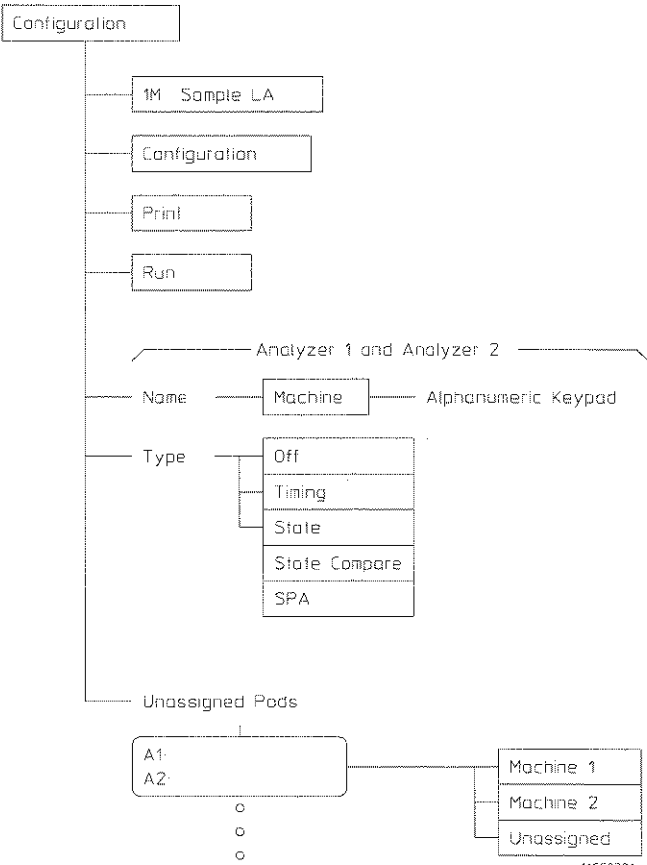 Configuration
1M Sample LA
Configuration
Print
Run
Analyzer 1 and Analyzer 2
Name Machine Alphanumeric Keypad
Type Off
Timing
State
State Compare
SPA
Unassigned Pods
A1:
A2:
Machine 1
Machine 2
Unassigned